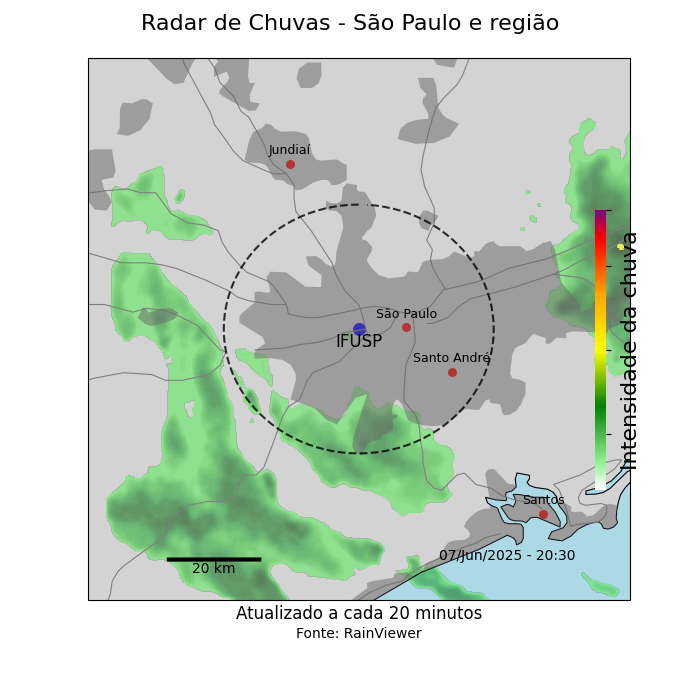 Radar de Chuvas - São Paulo e região
Jundiaí
São Paulo
IFUSP
Santo André
Intensidade da chuva
Santos
07/Jun/2025 - 20:30
20 km
Atualizado a cada 20 minutos
Fonte: RainViewer